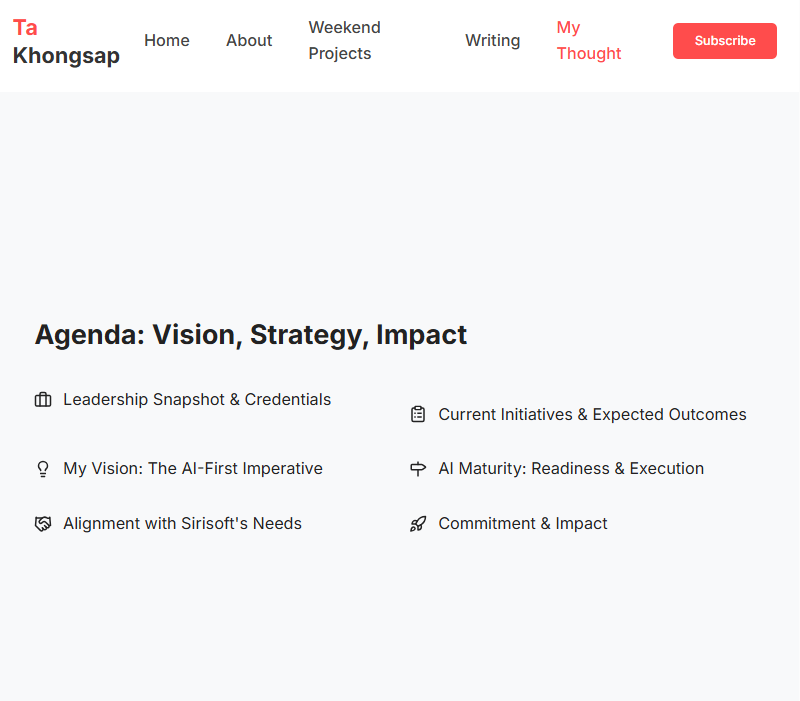 Ta
Khongsap
Home
About
Weekend
Projects
Writing
My
Thought
Subscribe
Agenda: Vision, Strategy, Impact
Leadership Snapshot & Credentials
Current Initiatives & Expected Outcomes
My Vision: The AI-First Imperative
AI Maturity: Readiness & Execution
Alignment with Sirisoft's Needs
Commitment & Impact